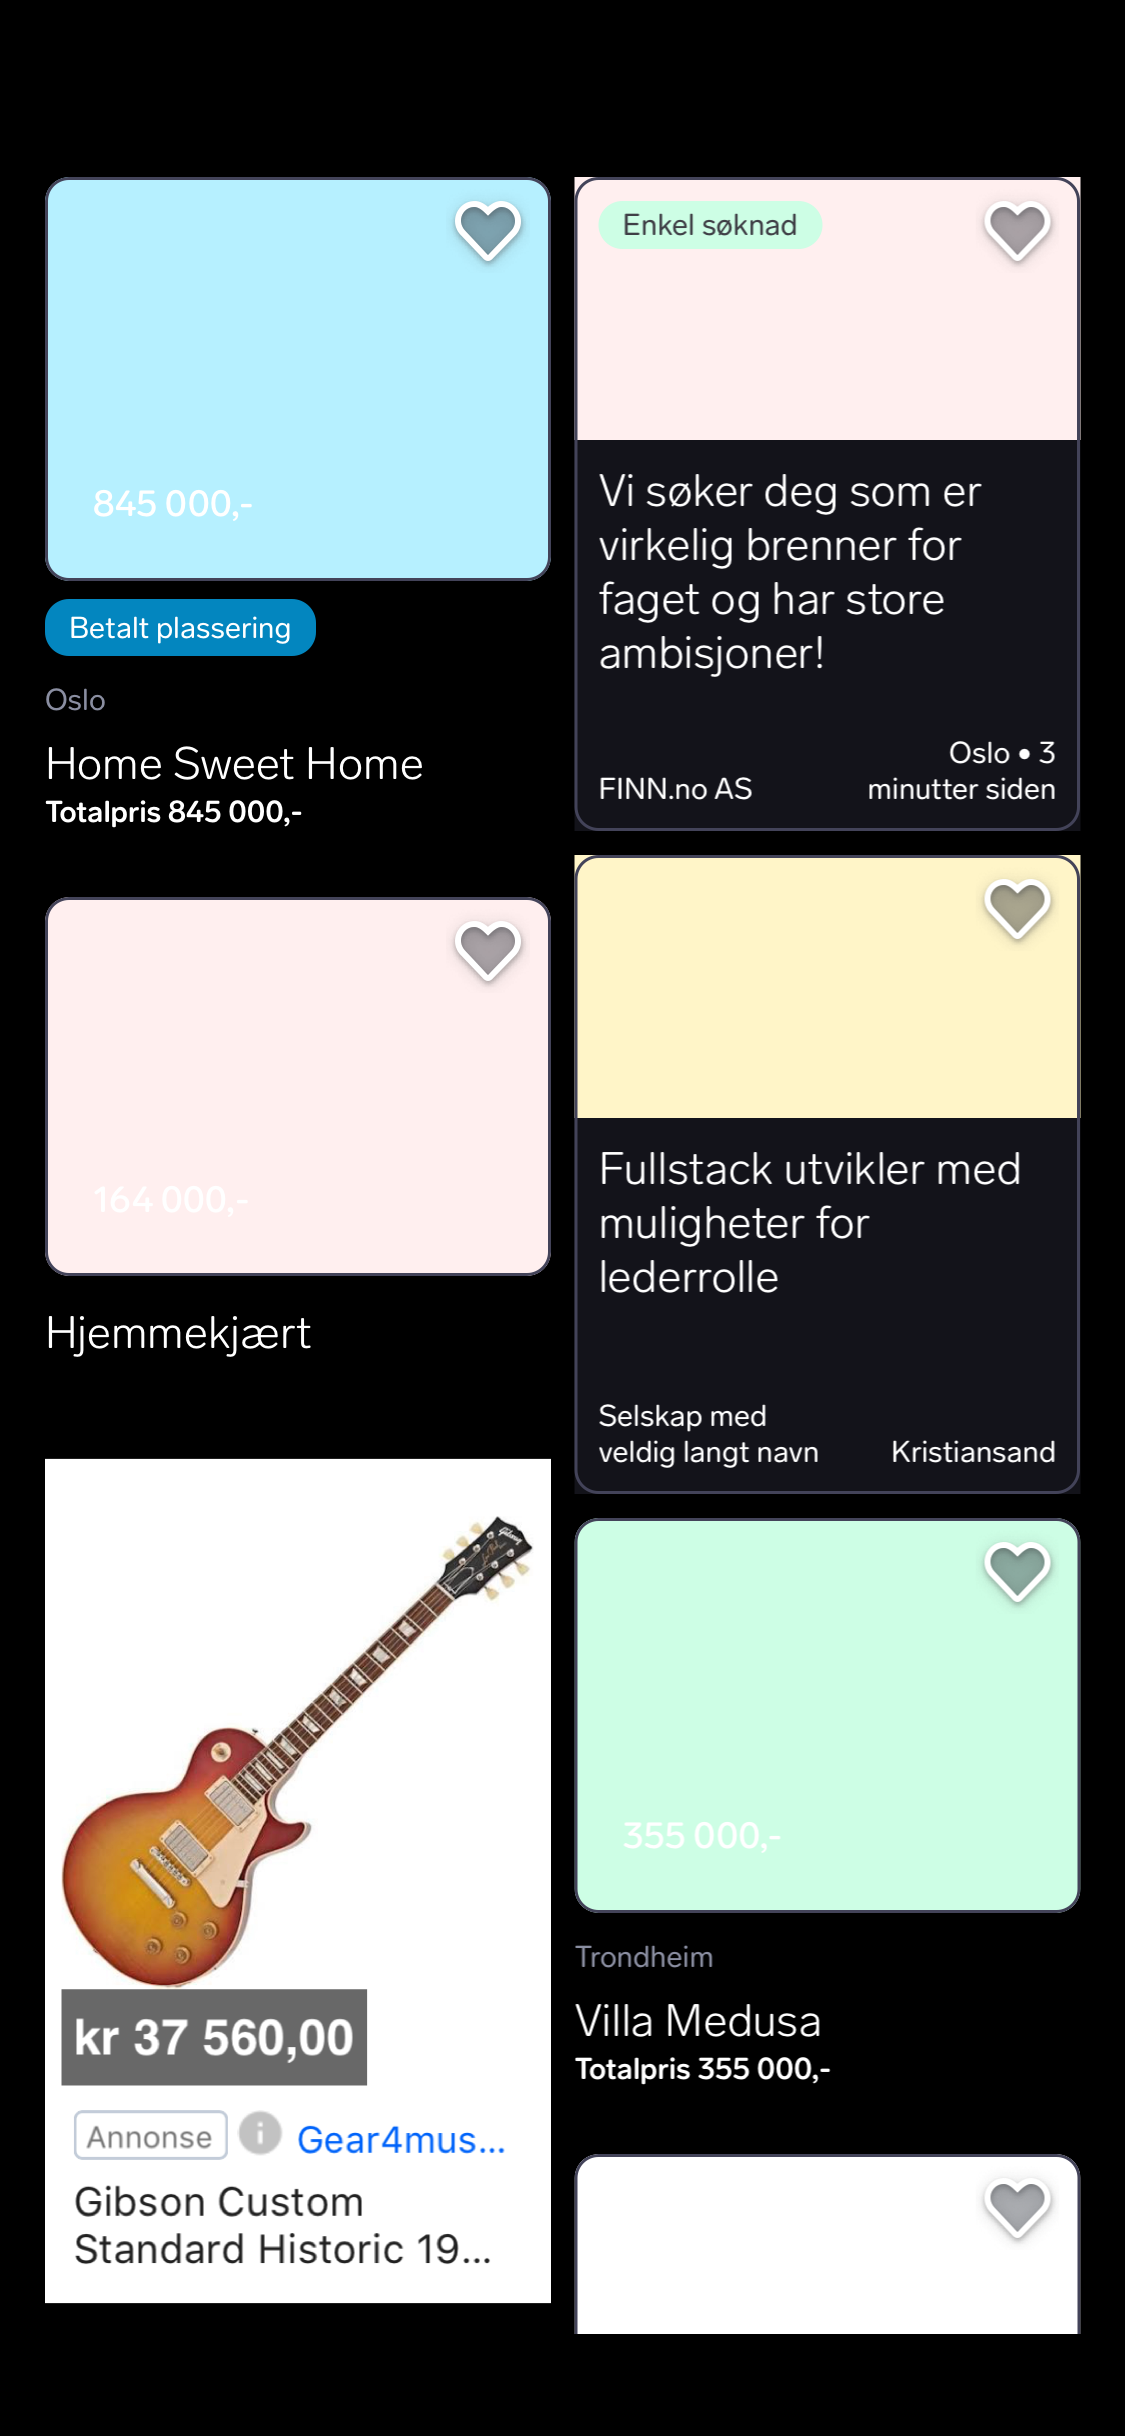 845 000,-
Betalt plassering
Oslo
Home Sweet Home
Totalpris 845 000,-
164 000,-
Hjemmekjært
Gibson
kr 37 560,00
Annonse
Gear4mus...
Gibson Custom
Standard Historic 19...
Enkel søknad
Vi søker deg som er
virkelig brenner for
faget og har store
ambisjoner!
FINN.no AS
Oslo • 3
minutter siden
Fullstack utvikler med
muligheter for
lederrolle
Selskap med
veldig langt navn
Kristiansand
355 000,-
Trondheim
Villa Medusa
Totalpris 355 000,-